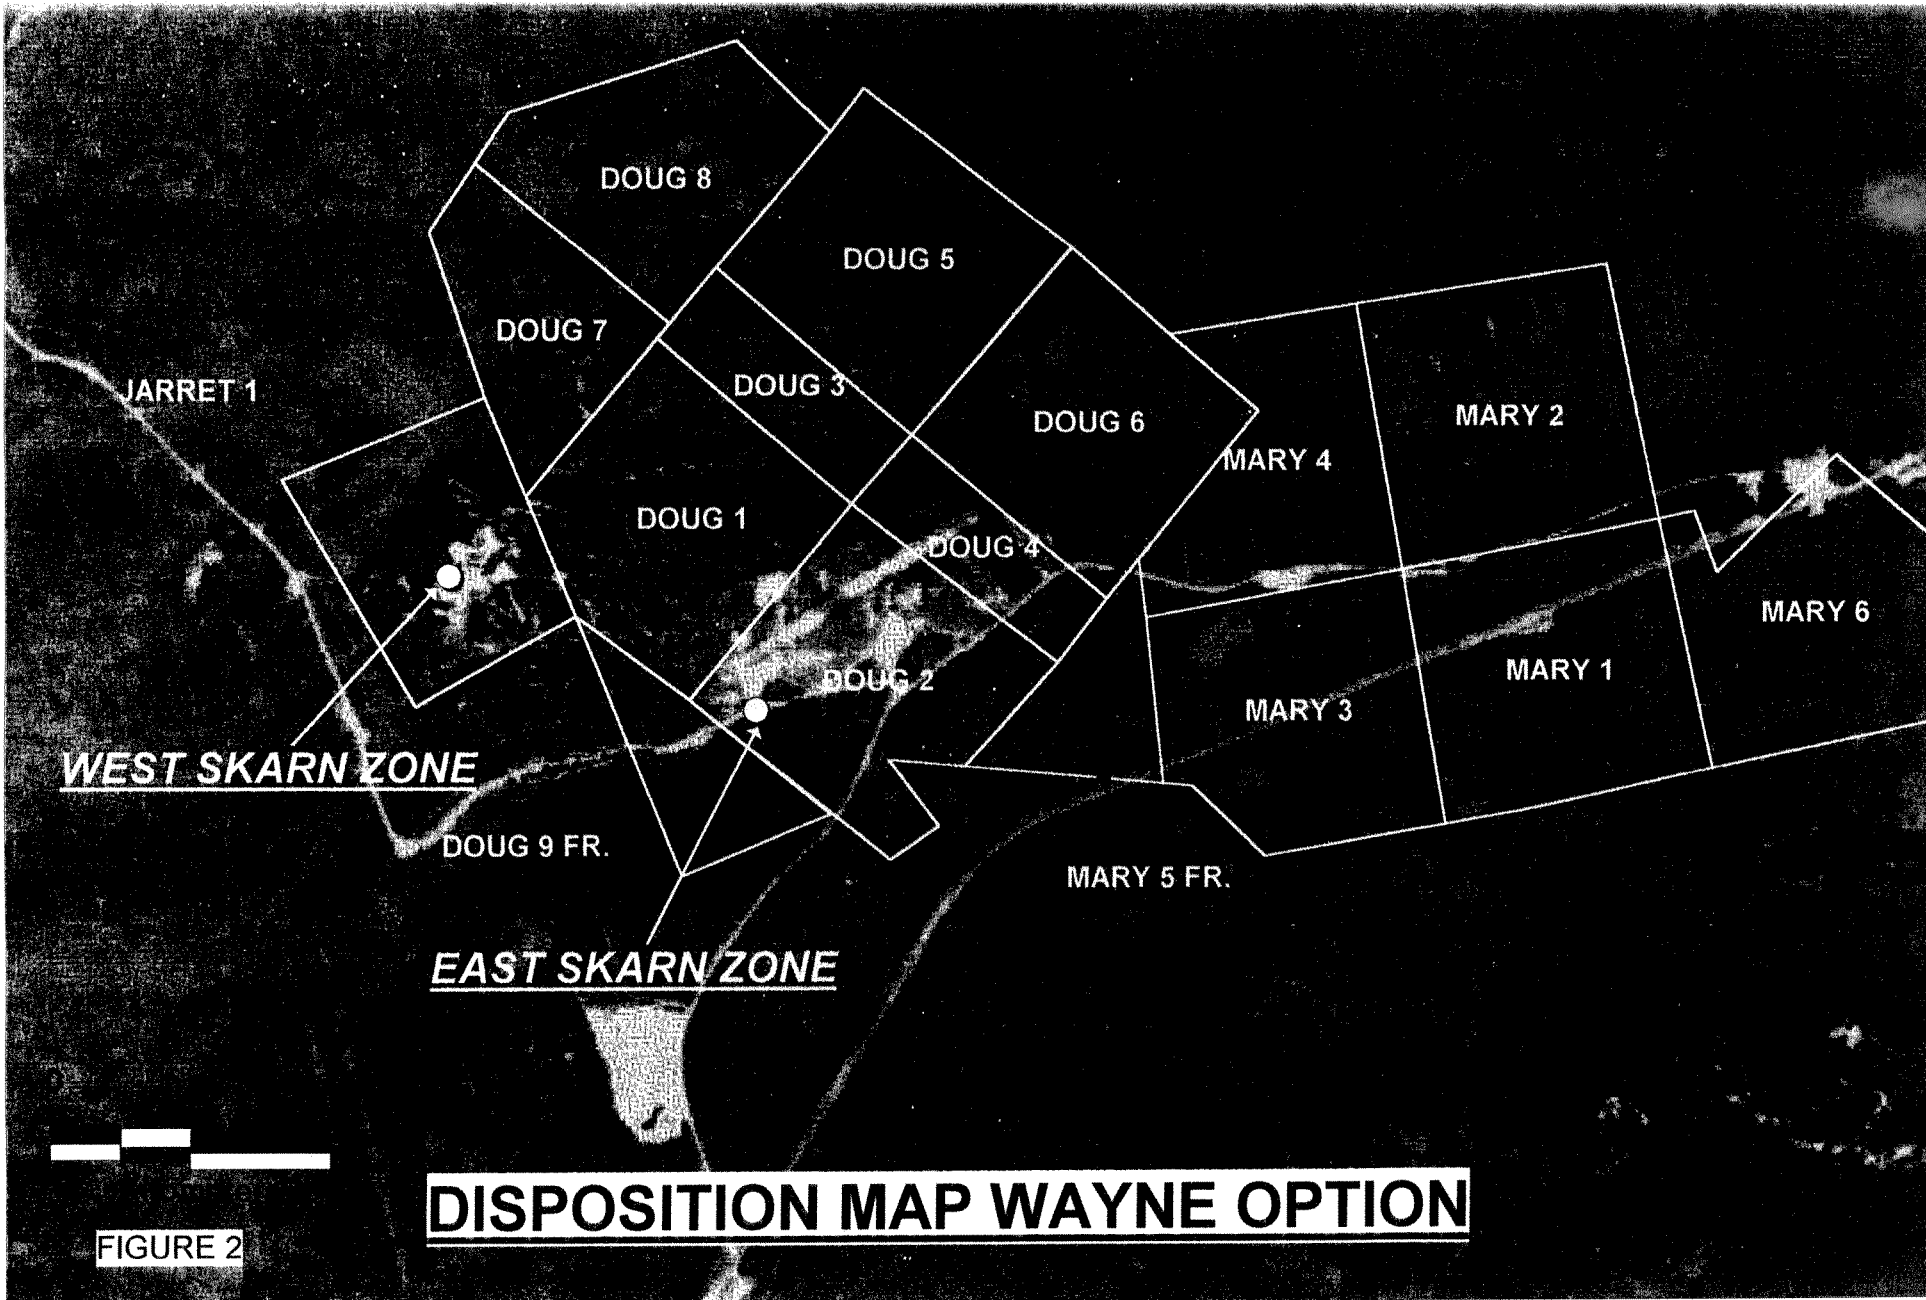 DOUG 8
DOUG 5
DOUG 7
DOUG 3
JARRET 1
DOUG 6
MARY 2
MARY 4
DOUG 1
DOUG 4
MARY 6
DOUG 2
MARY 1
MARY 3
WEST SKARN ZONE
DOUG 9 FR.
MARY 5 FR.
EAST SKARN ZONE
DISPOSITION MAP WAYNE OPTION
FIGURE 2